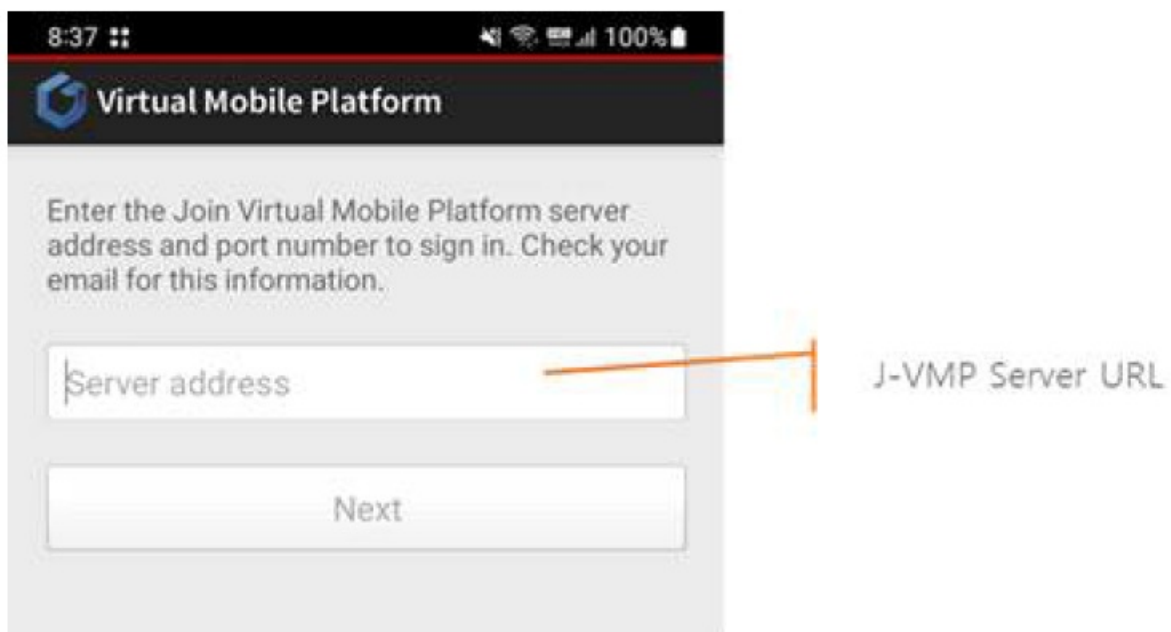 8:37
100%
Virtual Mobile Platform
Enter the Join Virtual Mobile Platform server
address and port number to sign in. Check your
email for this information.
Server address
J-VMP Server URL
Next